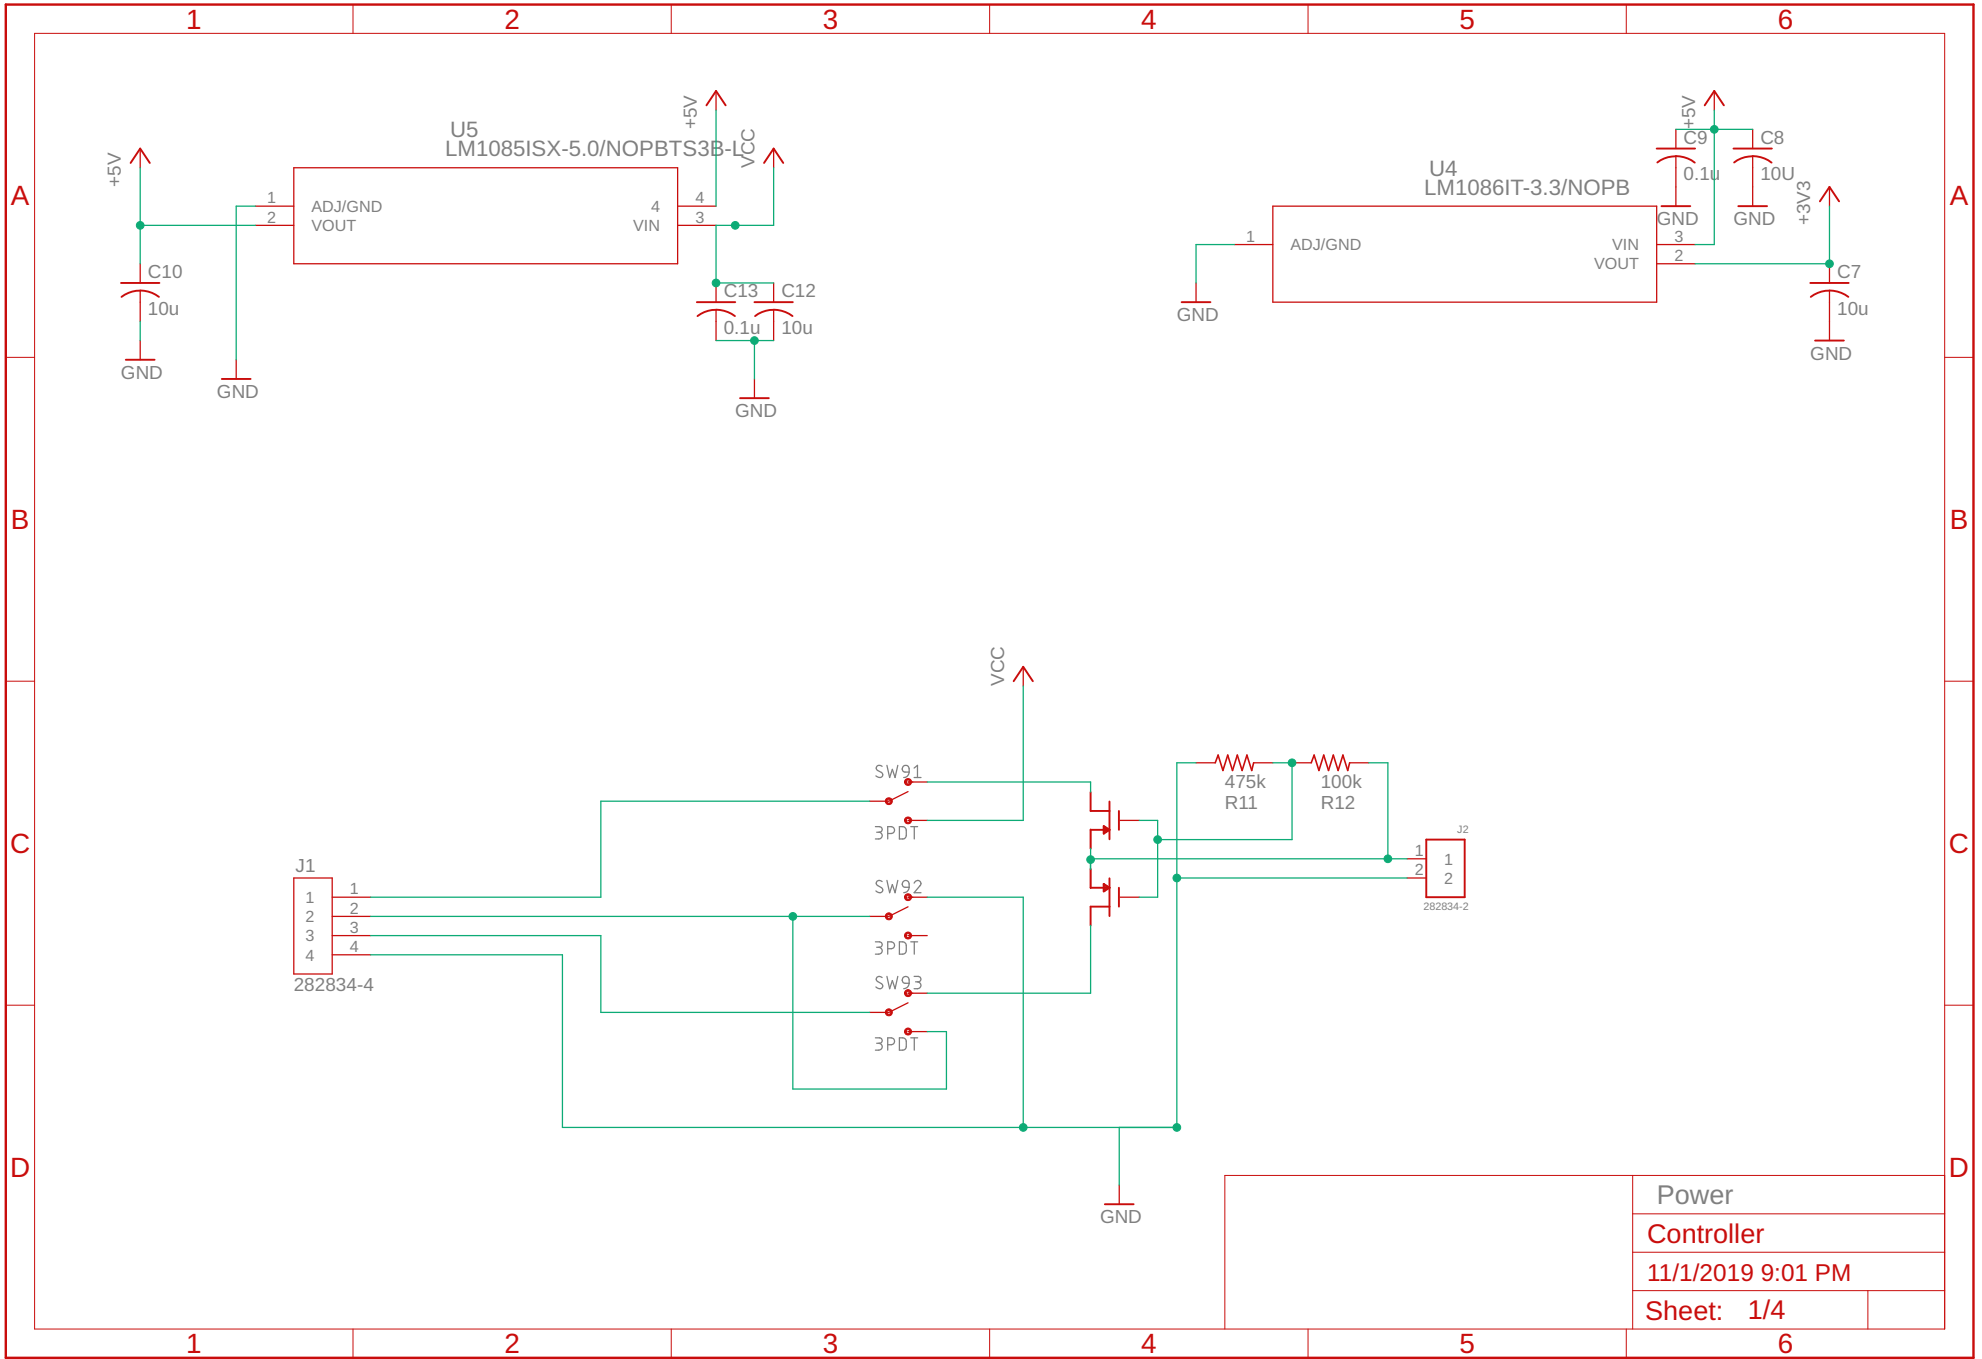 1 2 3 4 5 6
A A
B B
C C
D D
+5V
C10
10u
GND
GND
U5
LM1085ISX-5.0/NOPBTS3B-L
1
2
ADJ/GND
VOUT
4
VIN
4
3
+5V
VCC
C13
0.1u
C12
10u
GND
U4
LM1086IT-3.3/NOPB
1
ADJ/GND
VIN
VOUT
3
2
GND
+5V
C9
0.1u
GND
C8
10U
GND
+3V3
C7
10u
GND
VCC
SW91
3PDT
SW92
3PDT
SW93
3PDT
J1
1 1
2 2
3 3
4 4
282834-4
475k
R11
100k
R12
J2
1 1
2 2
282834-2
GND
Power
Controller
11/1/2019 9:01 PM
Sheet: 1/4
1 2 3 4 5 6